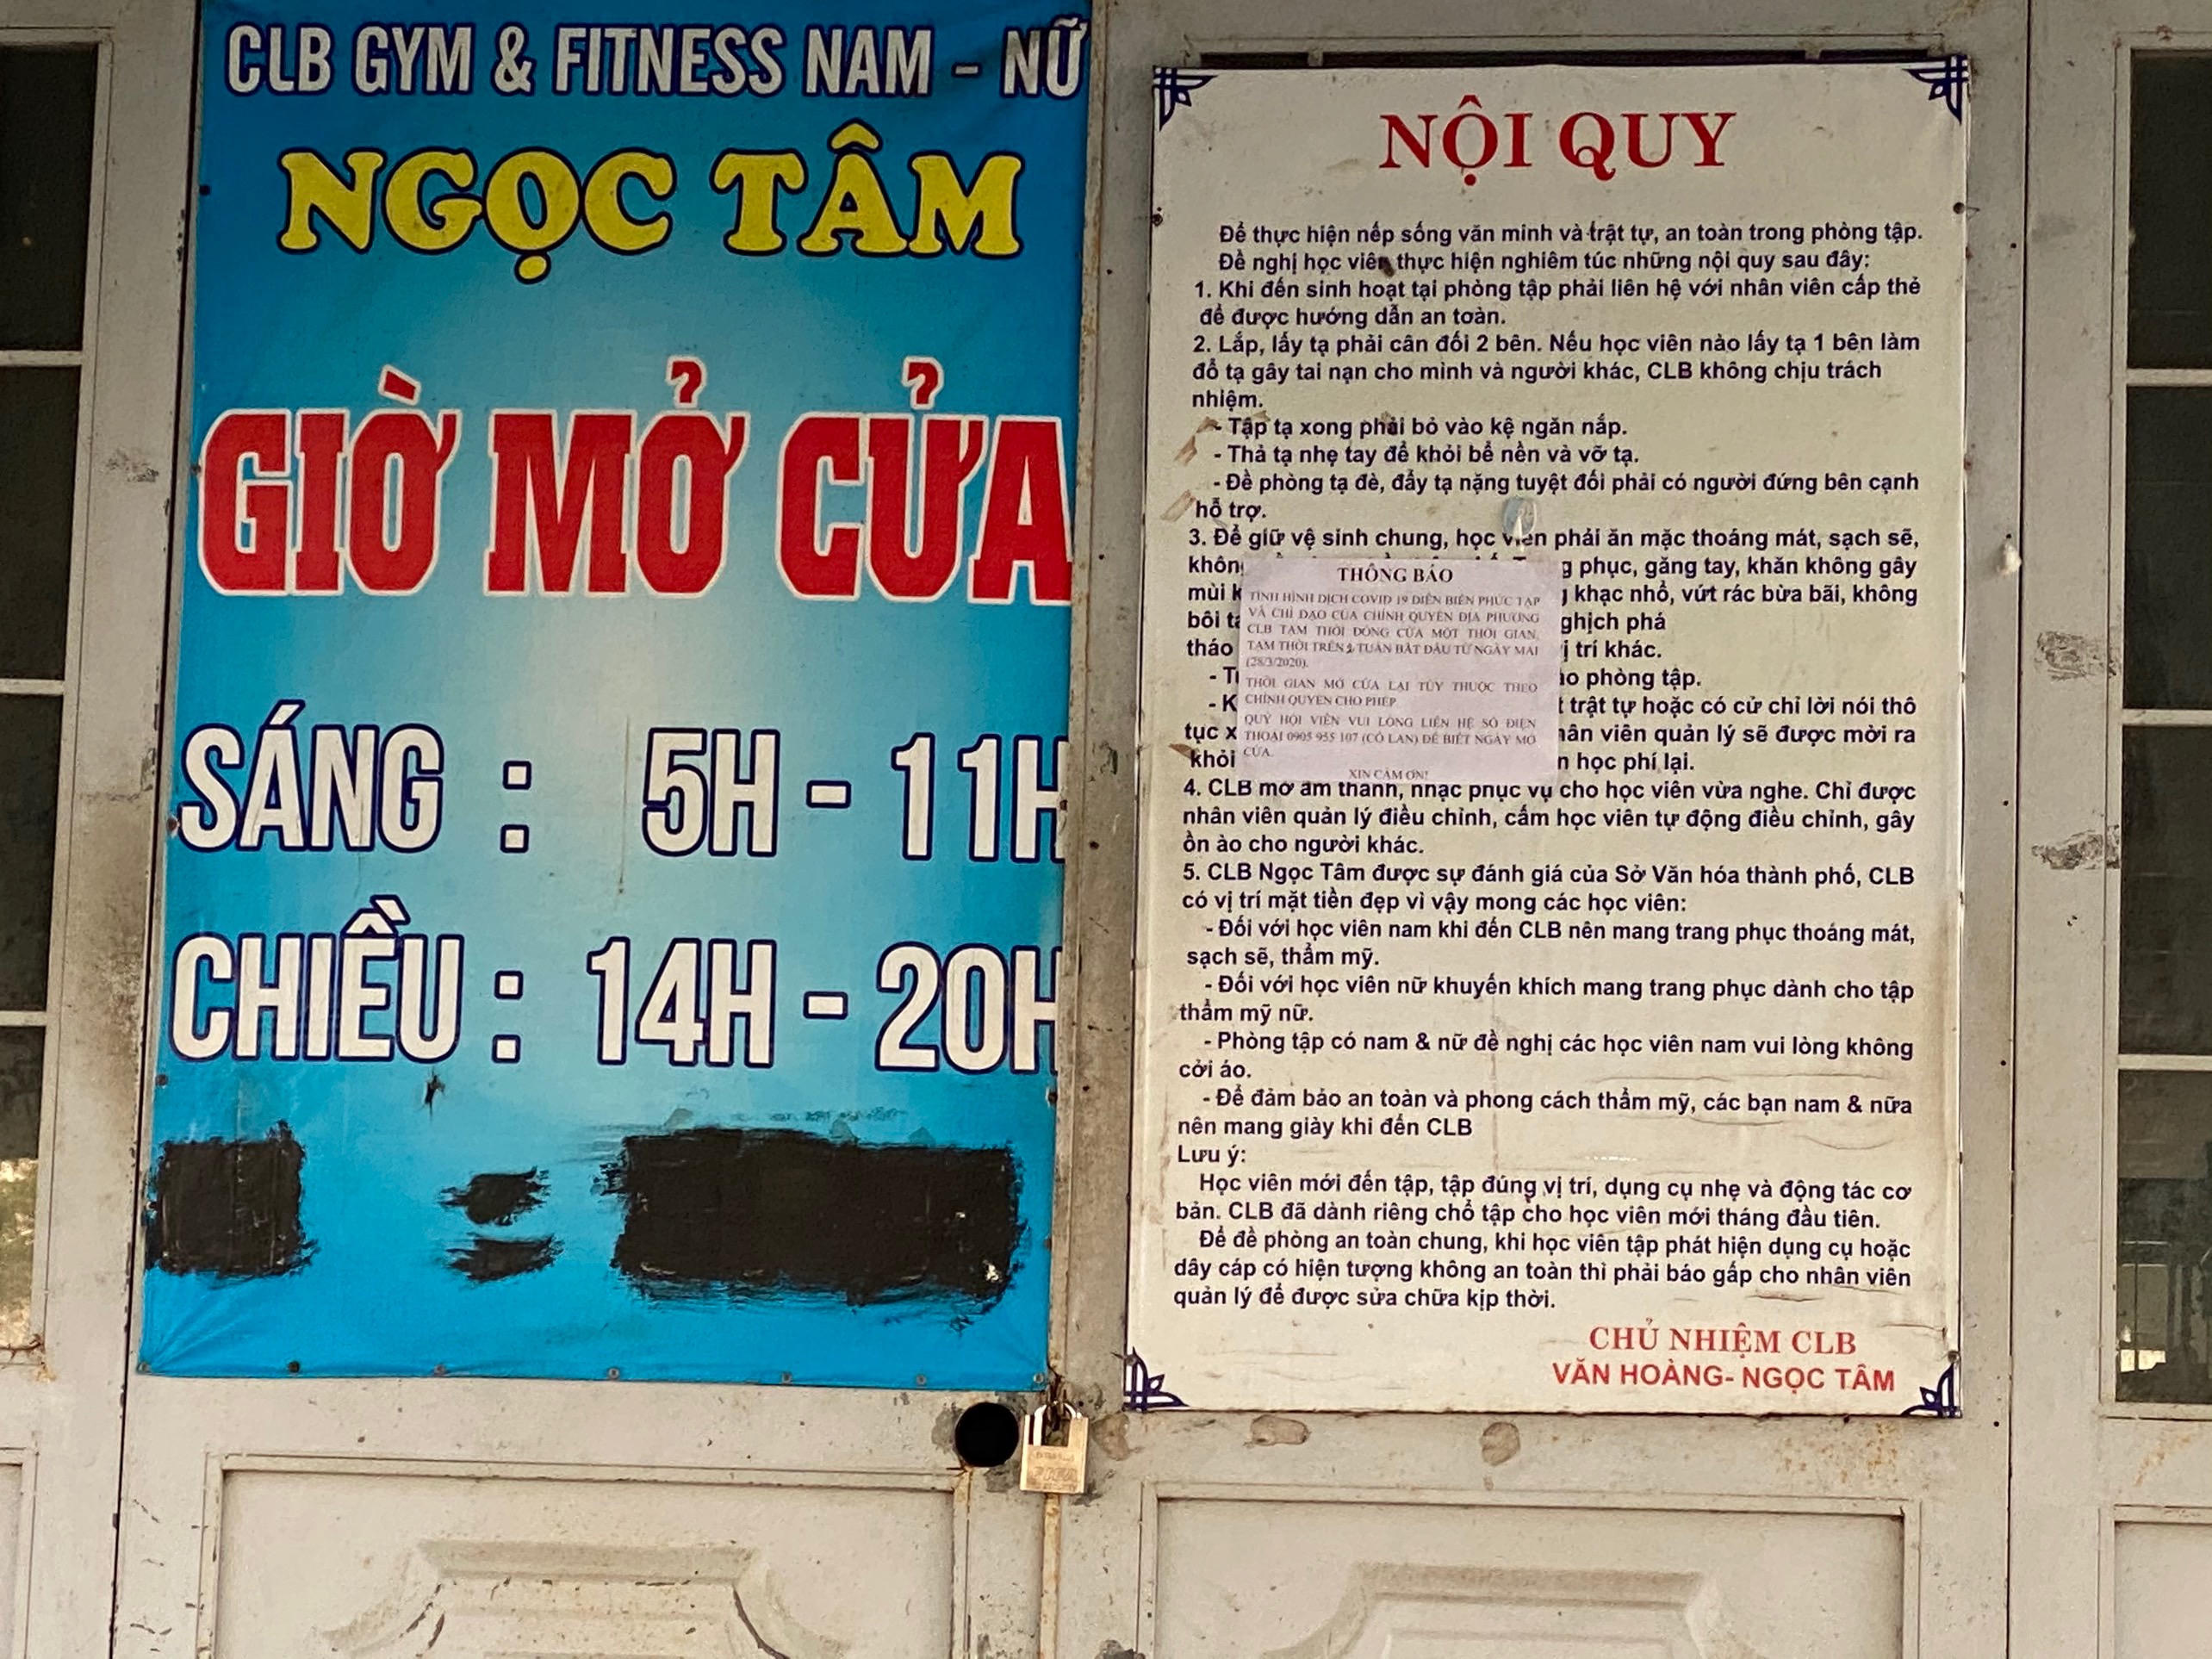 CLB GYM & FITNESS NAM - NỮ
NGỌC TÂM
GIỜ MỞ CỬA
SÁNG : 5H - 11H
CHIỀU : 14H - 20H
NỘI QUY
Để thực hiện nếp sống văn minh và trật tự, an toàn trong phòng tập.
Đề nghị học viên thực hiện nghiêm túc những nội quy sau đây:
1. Khi đến sinh hoạt tại phòng tập phải liên hệ với nhân viên cấp thẻ
để được hướng dẫn an toàn.
2. Lắp, lấy tạ phải cân đối 2 bên. Nếu học viên nào lấy tạ 1 bên làm
đổ tạ gây tai nạn cho mình và người khác, CLB không chịu trách
nhiệm.
- Tập tạ xong phải bỏ vào kệ ngăn nắp.
- Thả tạ nhẹ tay để khỏi bể nền và vỡ tạ.
- Đề phòng tạ đè, đẩy tạ nặng tuyệt đối phải có người đứng bên cạnh
hỗ trợ.
3. Để giữ vệ sinh chung, học viên phải ăn mặc thoáng mát, sạch sẽ,
không phục, găng tay, khăn không gây
mùi khạc nhổ, vứt rác bừa bãi, không
bôi nghịch phá
tháo vị trí khác.
- vào phòng tập.
- trật tự hoặc có cử chỉ lời nói thô
tục nhân viên quản lý sẽ được mời ra
khỏi học phí lại.
THÔNG BÁO
TÌNH HÌNH DỊCH COVID 19 DIỄN BIẾN PHỨC TẠP
VÀ CHỈ ĐẠO CỦA CHÍNH QUYỀN ĐỊA PHƯƠNG
CLB TẠM THỜI ĐÓNG CỬA MỘT THỜI GIAN.
TẠM THỜI TRÊN 2 TUẦN BẮT ĐẦU TỪ NGÀY MAI
(28/3/2020).
THỜI GIAN MỞ CỬA LẠI TÙY THUỘC THEO
CHÍNH QUYỀN CHO PHÉP.
QUÝ HỘI VIÊN VUI LÒNG LIÊN HỆ SỐ ĐIỆN
THOẠI 0905 955 107 (CÔ LAN) ĐỂ BIẾT NGÀY MỞ
CỬA.
XIN CẢM ƠN!
4. CLB mở âm thanh, nhạc phục vụ cho học viên vừa nghe. Chỉ được
nhân viên quản lý điều chỉnh, cấm học viên tự động điều chỉnh, gây
ồn ào cho người khác.
5. CLB Ngọc Tâm được sự đánh giá của Sở Văn hóa thành phố, CLB
có vị trí mặt tiền đẹp vì vậy mong các học viên:
- Đối với học viên nam khi đến CLB nên mang trang phục thoáng mát,
sạch sẽ, thẩm mỹ.
- Đối với học viên nữ khuyến khích mang trang phục dành cho tập
thẩm mỹ nữ.
- Phòng tập có nam & nữ đề nghị các học viên nam vui lòng không
cởi áo.
- Để đảm bảo an toàn và phong cách thẩm mỹ, các bạn nam & nữa
nên mang giày khi đến CLB
Lưu ý:
Học viên mới đến tập, tập đúng vị trí, dụng cụ nhẹ và động tác cơ
bản. CLB đã dành riêng chổ tập cho học viên mới tháng đầu tiên.
Để đề phòng an toàn chung, khi học viên tập phát hiện dụng cụ hoặc
dây cáp có hiện tượng không an toàn thì phải báo gấp cho nhân viên
quản lý để được sửa chữa kịp thời.
CHỦ NHIỆM CLB
VĂN HOÀNG- NGỌC TÂM